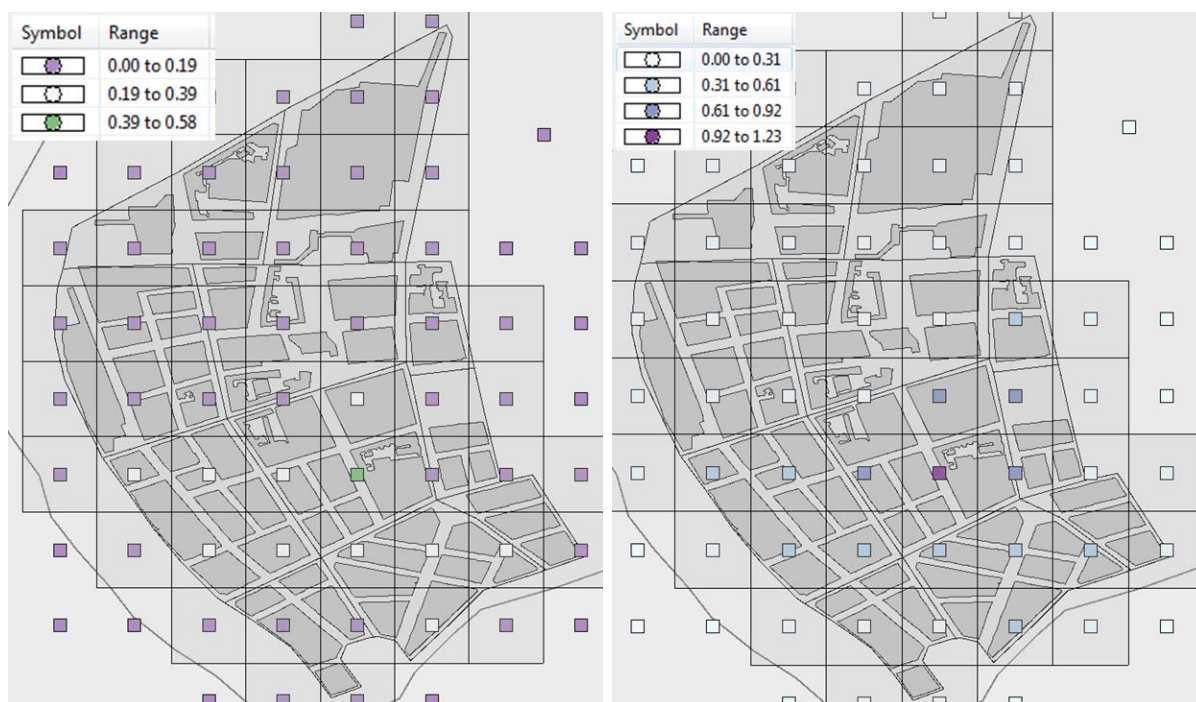 Symbol Range
0.00 to 0.19
0.19 to 0.39
0.39 to 0.58
Symbol Range
0.00 to 0.31
0.31 to 0.61
0.61 to 0.92
0.92 to 1.23